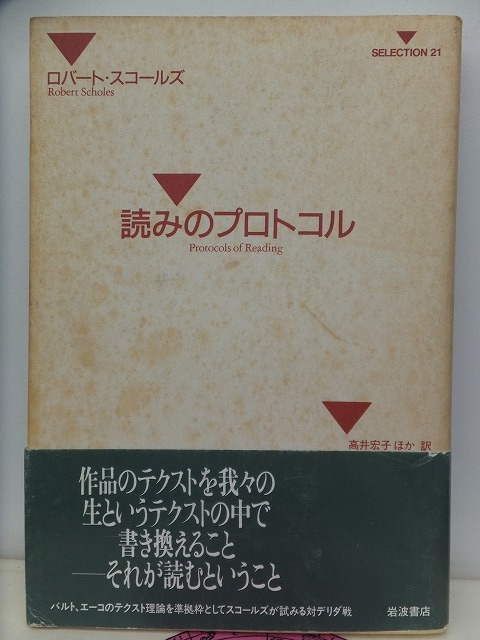 SELECTION 21
ロバート・スコールズ
Robert Scholes
読みのプロトコル
Protocols of Reading
高井宏子 ほか 訳
作品のテクストを我々の
生というテクストの中で
書き換えること
――それが読むということ
バルト、エーコのテクスト理論を準拠枠としてスコールズが試みる対デリダ戦
岩波書店